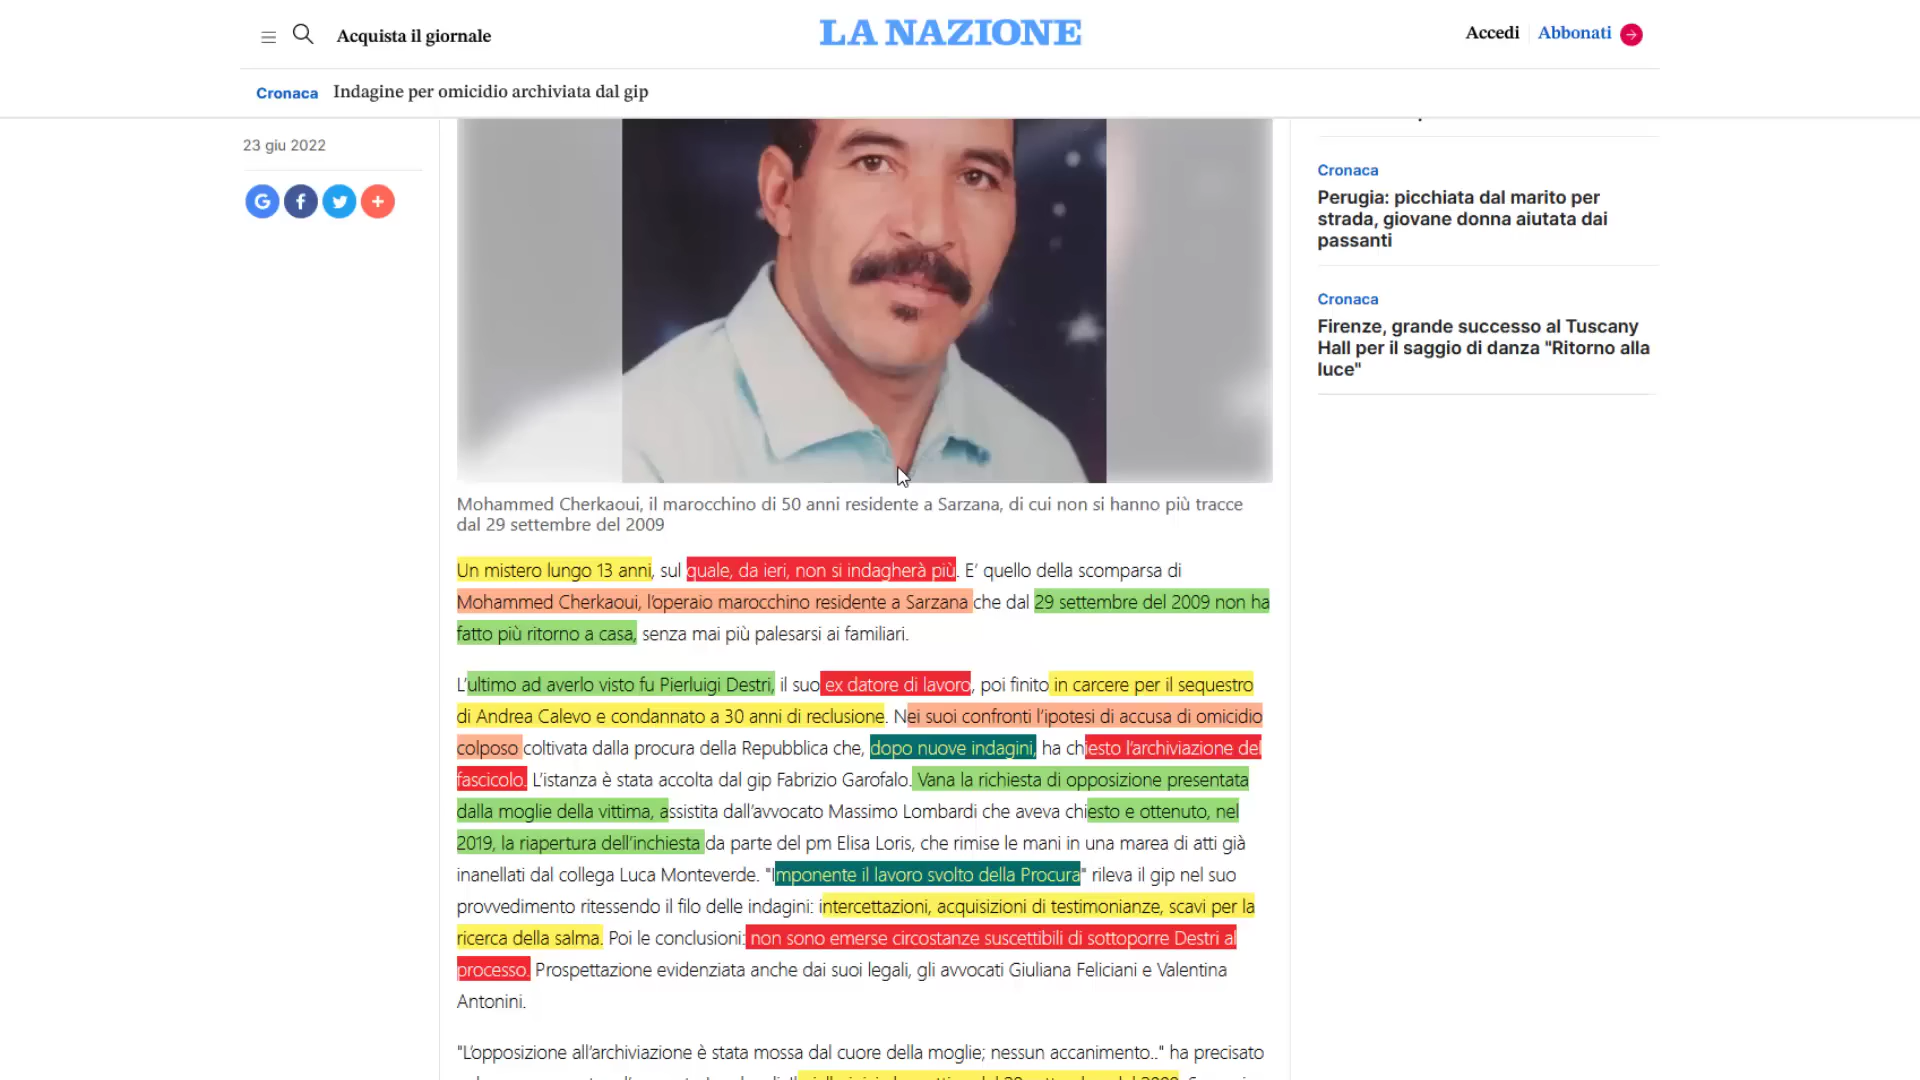 Acquista il giornale
LA NAZIONE
Accedi
Abbonati
Cronaca
Indagine per omicidio archiviata dal gip
23 giu 2022
Mohammed Cherkaoui, il marocchino di 50 anni residente a Sarzana, di cui non si hanno più tracce
dal 29 settembre del 2009
Un mistero lungo 13 anni, sul quale, da ieri, non si indagherà più. E' quello della scomparsa di
Mohammed Cherkaoui, l'operaio marocchino residente a Sarzana che dal 29 settembre del 2009 non ha
fatto più ritorno a casa, senza mai più palesarsi ai familiari.
L'ultimo ad averlo visto fu Pierluigi Destri, il suo ex datore di lavoro, poi finito in carcere per il sequestro
di Andrea Calevo e condannato a 30 anni di reclusione. Nei suoi confronti l'ipotesi di accusa di omicidio
colposo coltivata dalla procura della Repubblica che, dopo nuove indagini, ha chiesto l'archiviazione del
fascicolo. L'istanza è stata accolta dal gip Fabrizio Garofalo. Vana la richiesta di opposizione presentata
dalla moglie della vittima, assistita dall'avvocato Massimo Lombardi che aveva chiesto e ottenuto, nel
2019, la riapertura dell'inchiesta da parte del pm Elisa Loris, che rimise le mani in una marea di atti già
inanellati dal collega Luca Monteverde. "Imponente il lavoro svolto della Procura" rileva il gip nel suo
provvedimento ritessendo il filo delle indagini: intercettazioni, acquisizioni di testimonianze, scavi per la
ricerca della salma. Poi le conclusioni: non sono emerse circostanze suscettibili di sottoporre Destri al
processo. Prospettazione evidenziata anche dai suoi legali, gli avvocati Giuliana Feliciani e Valentina
Antonini.
"L'opposizione all'archiviazione è stata mossa dal cuore della moglie; nessun accanimento.." ha precisato
Cronaca
Perugia: picchiata dal marito per
strada, giovane donna aiutata dai
passanti
Cronaca
Firenze, grande successo al Tuscany
Hall per il saggio di danza "Ritorno alla
luce"